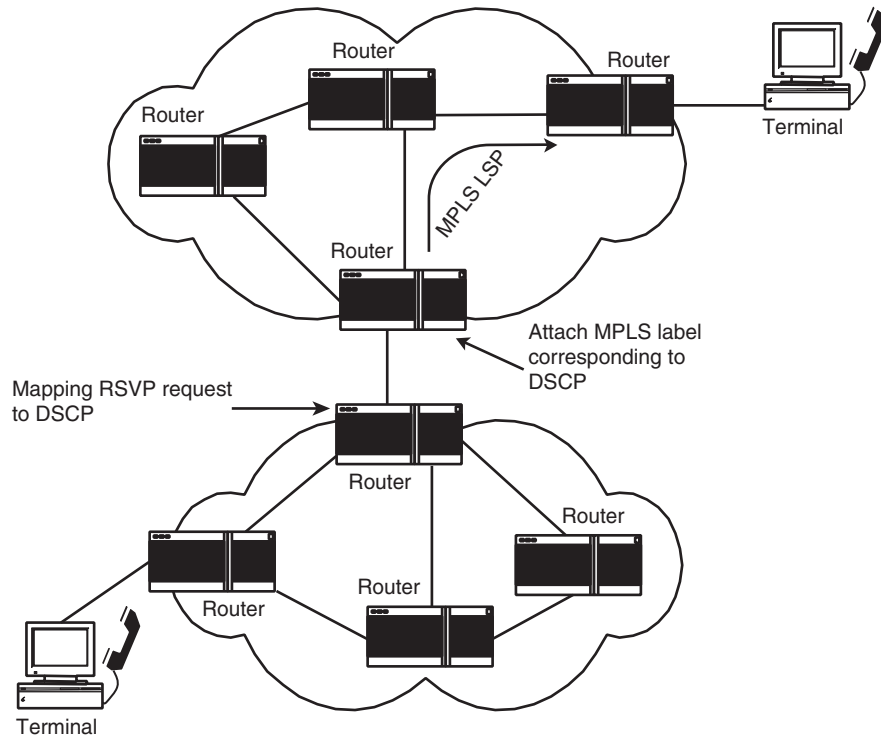 Router
Router
Router
Terminal
MPLS LSP
Router
Attach MPLS label
corresponding to
DSCP
Mapping RSVP request
to DSCP
Router
Router
Router
Router
Terminal